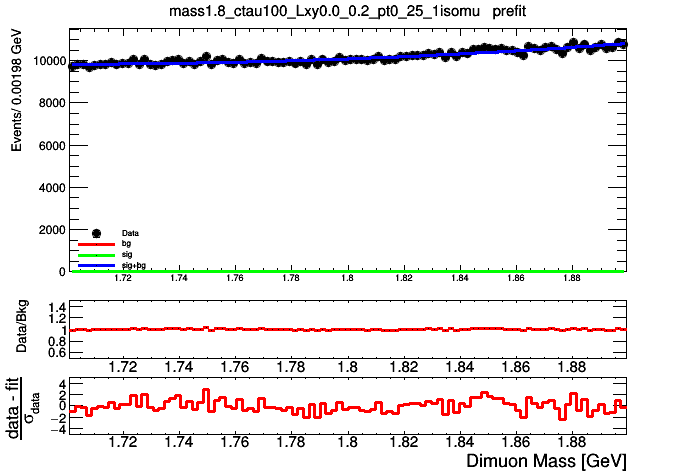 mass1.8_ctau100_Lxy0.0_0.2_pt0_25_1isomu prefit
Events/ 0.00198 GeV
10000
8000
6000
4000
2000
0
Data
bg
sig
sig+bg
1.72 1.74 1.76 1.78 1.8 1.82 1.84 1.86 1.88
Data/Bkg
1.4
1.2
1
0.8
0.6
1.72 1.74 1.76 1.78 1.8 1.82 1.84 1.86 1.88
data - fit
σdata
4
2
0
−2
−4
1.72 1.74 1.76 1.78 1.8 1.82 1.84 1.86 1.88
Dimuon Mass [GeV]